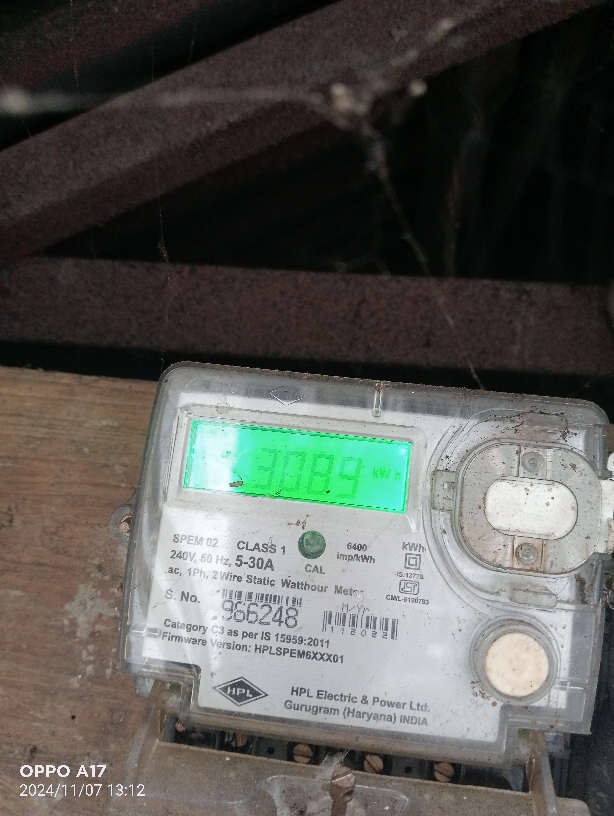 3089 kWh
SPEM 02
CLASS 1
240V, 50 Hz, 5-30A
ac, 1Ph, 2 Wire Static Watthour Meter
CAL
6400
imp/kWh
kWh
S. No.
966248
M/Yr.
Category C3 as per IS 15959:2011
Firmware Version: HPLSPEM6XXX01
HPL
HPL Electric & Power Ltd.
Gurugram (Haryana) INDIA
OPPO A17
2024/11/07 13:12